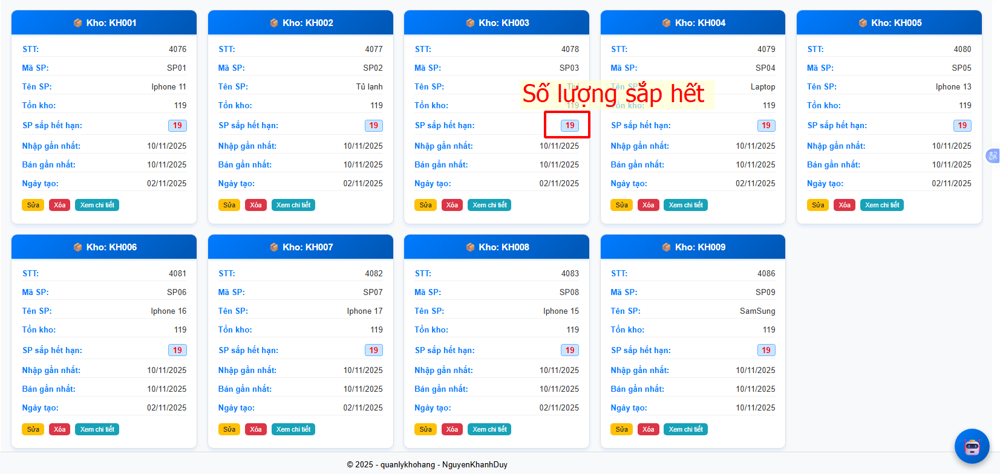 Kho: KH001
STT: 4076
Mã SP: SP01
Tên SP: Iphone 11
Tồn kho: 119
SP sắp hết hạn: 19
Nhập gần nhất: 10/11/2025
Bán gần nhất: 10/11/2025
Ngày tạo: 02/11/2025
Sửa Xóa Xem chi tiết
Kho: KH002
STT: 4077
Mã SP: SP02
Tên SP: Tủ lạnh
Tồn kho: 119
SP sắp hết hạn: 19
Nhập gần nhất: 10/11/2025
Bán gần nhất: 10/11/2025
Ngày tạo: 02/11/2025
Sửa Xóa Xem chi tiết
Kho: KH003
STT: 4078
Mã SP: SP03
Tên SP:
Số lượng sắp hết
Tồn kho: 119
SP sắp hết hạn: 19
Nhập gần nhất: 10/11/2025
Bán gần nhất: 10/11/2025
Ngày tạo: 02/11/2025
Sửa Xóa Xem chi tiết
Kho: KH004
STT: 4079
Mã SP: SP04
Tên SP: Laptop
Tồn kho: 119
SP sắp hết hạn: 19
Nhập gần nhất: 10/11/2025
Bán gần nhất: 10/11/2025
Ngày tạo: 02/11/2025
Sửa Xóa Xem chi tiết
Kho: KH005
STT: 4080
Mã SP: SP05
Tên SP: Iphone 13
Tồn kho: 119
SP sắp hết hạn: 19
Nhập gần nhất: 10/11/2025
Bán gần nhất: 10/11/2025
Ngày tạo: 02/11/2025
Sửa Xóa Xem chi tiết
Kho: KH006
STT: 4081
Mã SP: SP06
Tên SP: Iphone 16
Tồn kho: 119
SP sắp hết hạn: 19
Nhập gần nhất: 10/11/2025
Bán gần nhất: 10/11/2025
Ngày tạo: 02/11/2025
Sửa Xóa Xem chi tiết
Kho: KH007
STT: 4082
Mã SP: SP07
Tên SP: Iphone 17
Tồn kho: 119
SP sắp hết hạn: 19
Nhập gần nhất: 10/11/2025
Bán gần nhất: 10/11/2025
Ngày tạo: 02/11/2025
Sửa Xóa Xem chi tiết
Kho: KH008
STT: 4083
Mã SP: SP08
Tên SP: Iphone 15
Tồn kho: 119
SP sắp hết hạn: 19
Nhập gần nhất: 10/11/2025
Bán gần nhất: 10/11/2025
Ngày tạo: 02/11/2025
Sửa Xóa Xem chi tiết
Kho: KH009
STT: 4086
Mã SP: SP09
Tên SP: SamSung
Tồn kho: 119
SP sắp hết hạn: 19
Nhập gần nhất: 10/11/2025
Bán gần nhất: 10/11/2025
Ngày tạo: 10/11/2025
Sửa Xóa Xem chi tiết
© 2025 - quanlykhohang - NguyenKhanhDuy